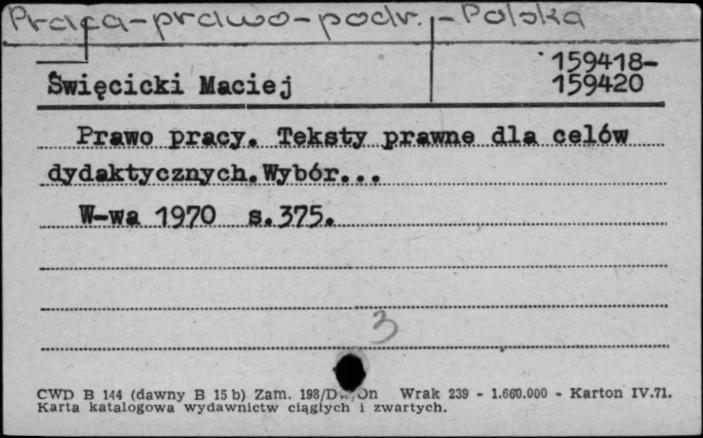 Praca-prawo-podr.-Polska
159418-
Święcicki Maciej 159420
Prawo pracy. Teksty prawne dla celów
dydaktycznych.Wybór...
W-wa 1970 s.375.
3
CWD B 144 (dawny B 15 b) Zam. Wrak 239 - 1.660.000 - Karton IV.71.
Karta katalogowa wydawnictw ciągłych i zwartych.